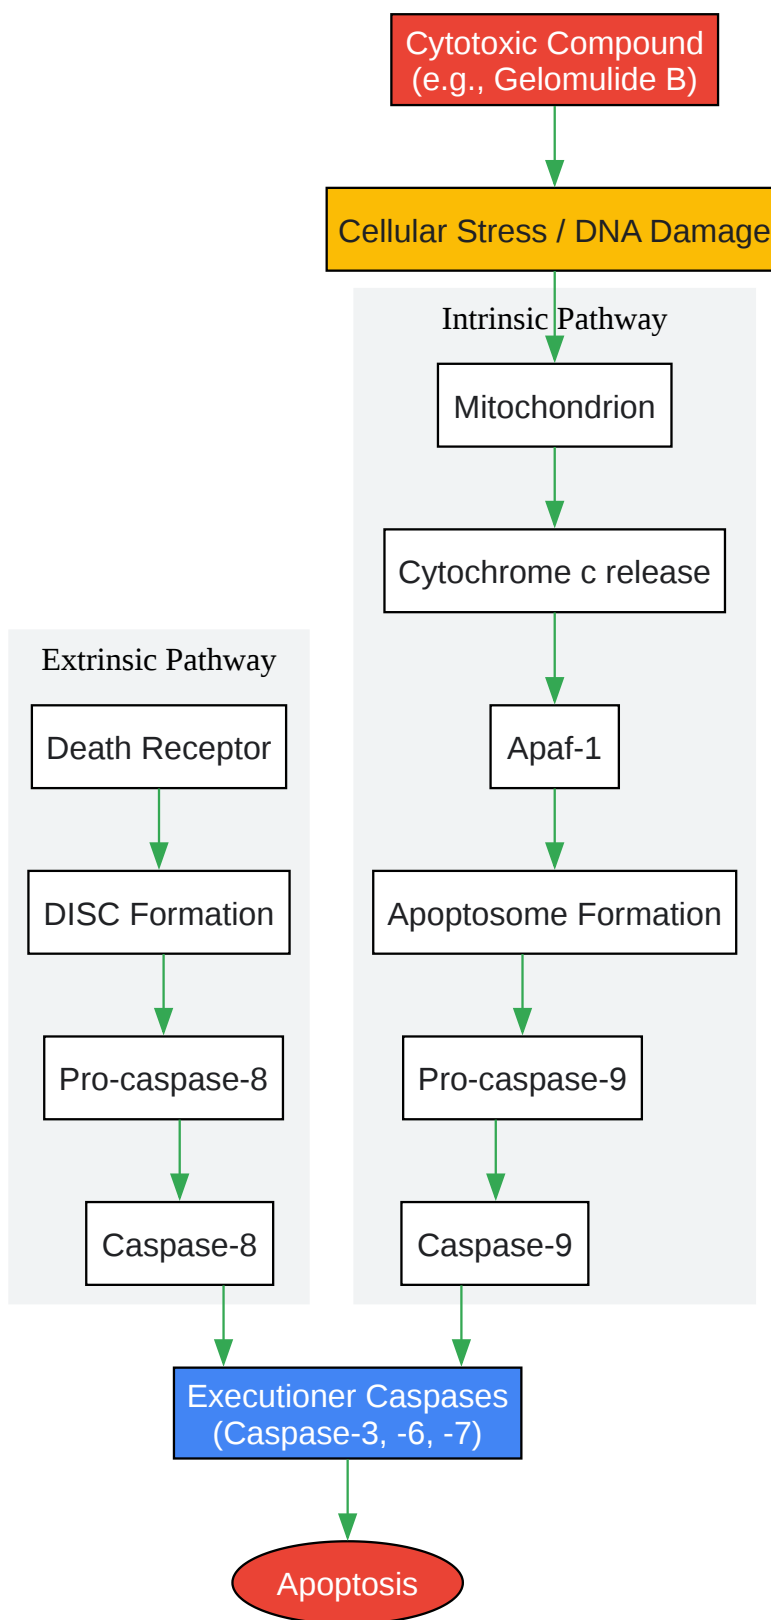 Cytotoxic Compound
(e.g., Gelomulide B)
Cellular Stress / DNA Damage
Intrinsic Pathway
Mitochondrion
Cytochrome c release
Extrinsic Pathway
Death Receptor
Apaf-1
DISC Formation
Apoptosome Formation
Pro-caspase-8
Pro-caspase-9
Caspase-8
Caspase-9
Executioner Caspases
(Caspase-3, -6, -7)
Apoptosis